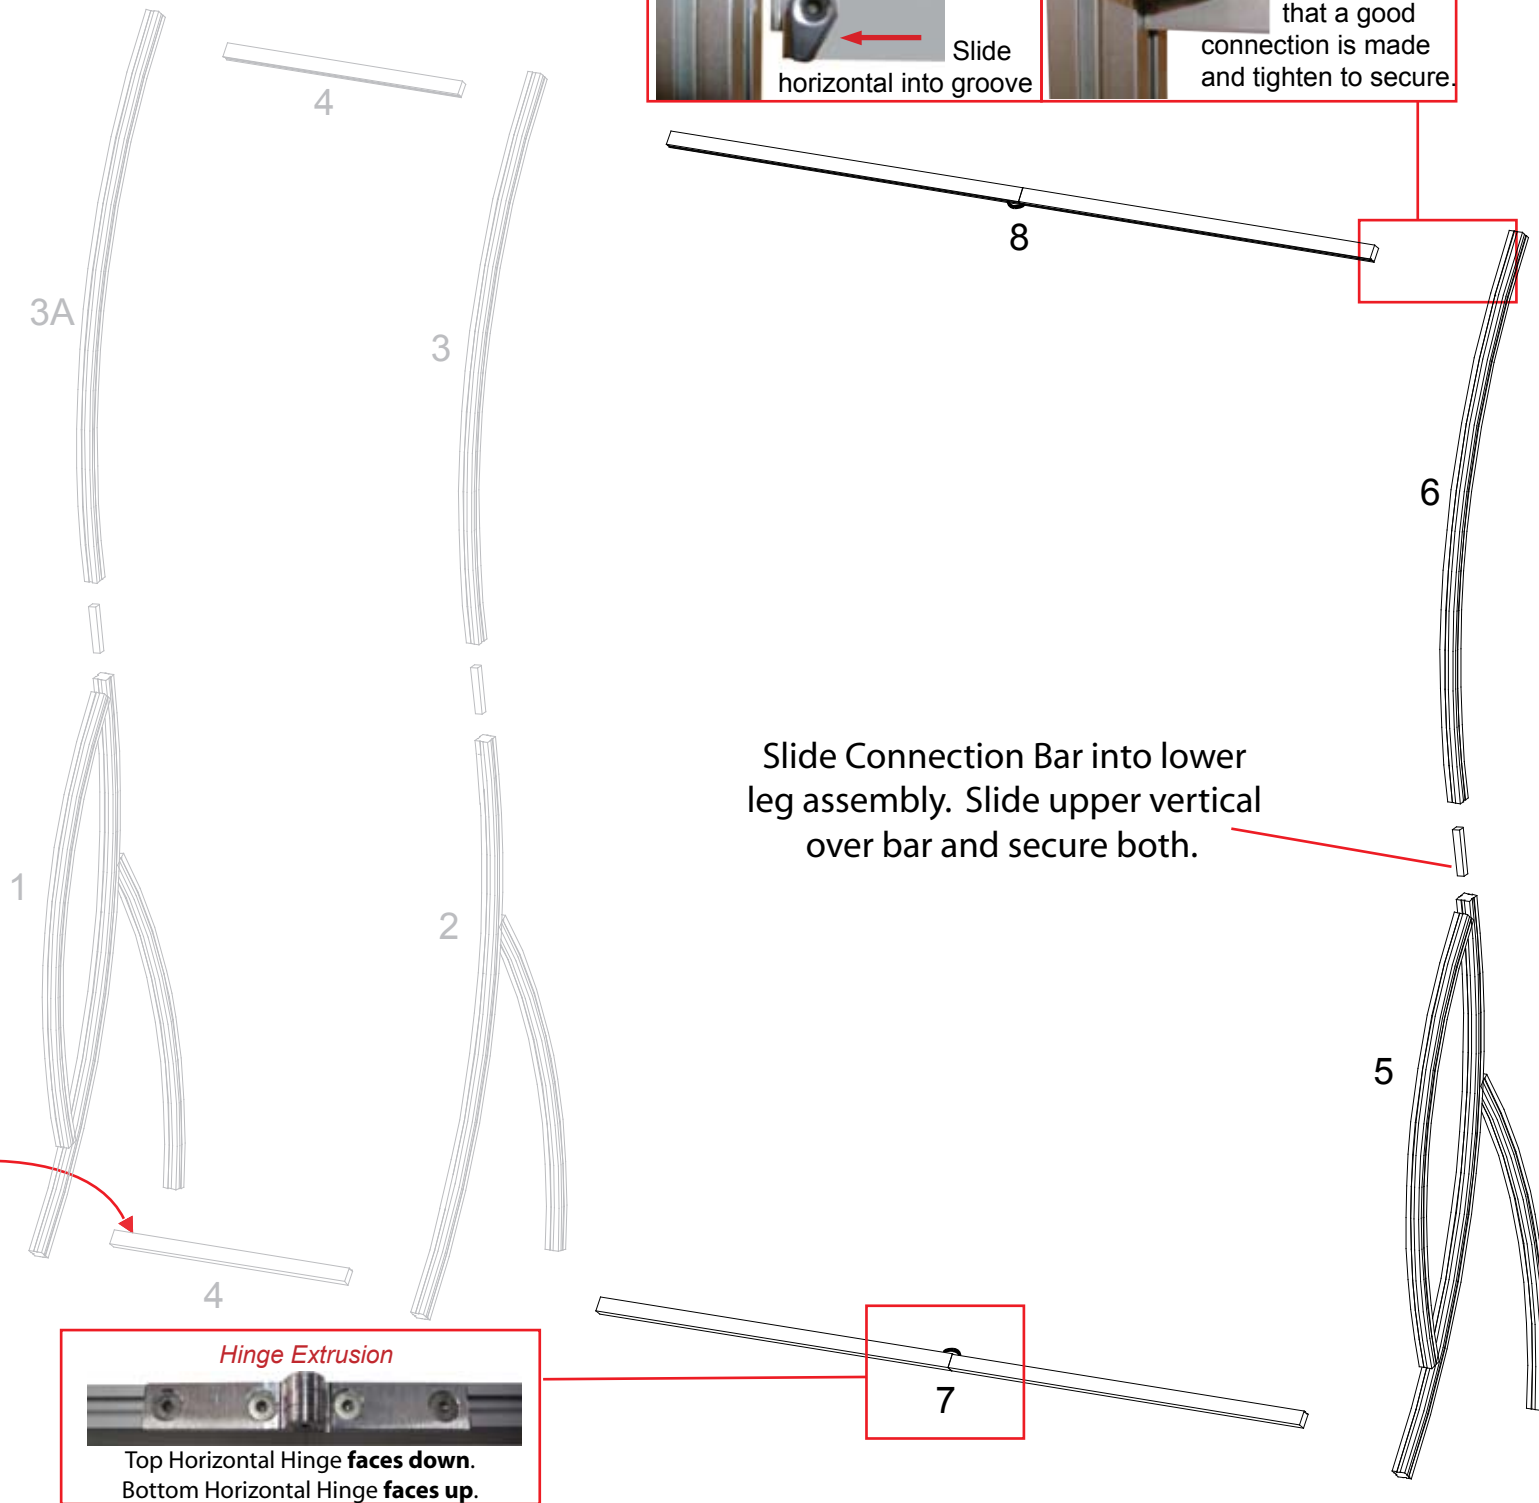 that a good
connection is made
and tighten to secure.
Slide
horizontal into groove
4
8
3A
3
6
Slide Connection Bar into lower
leg assembly. Slide upper vertical
over bar and secure both.
1
2
5
4
7
Hinge Extrusion
Top Horizontal Hinge faces down.
Bottom Horizontal Hinge faces up.